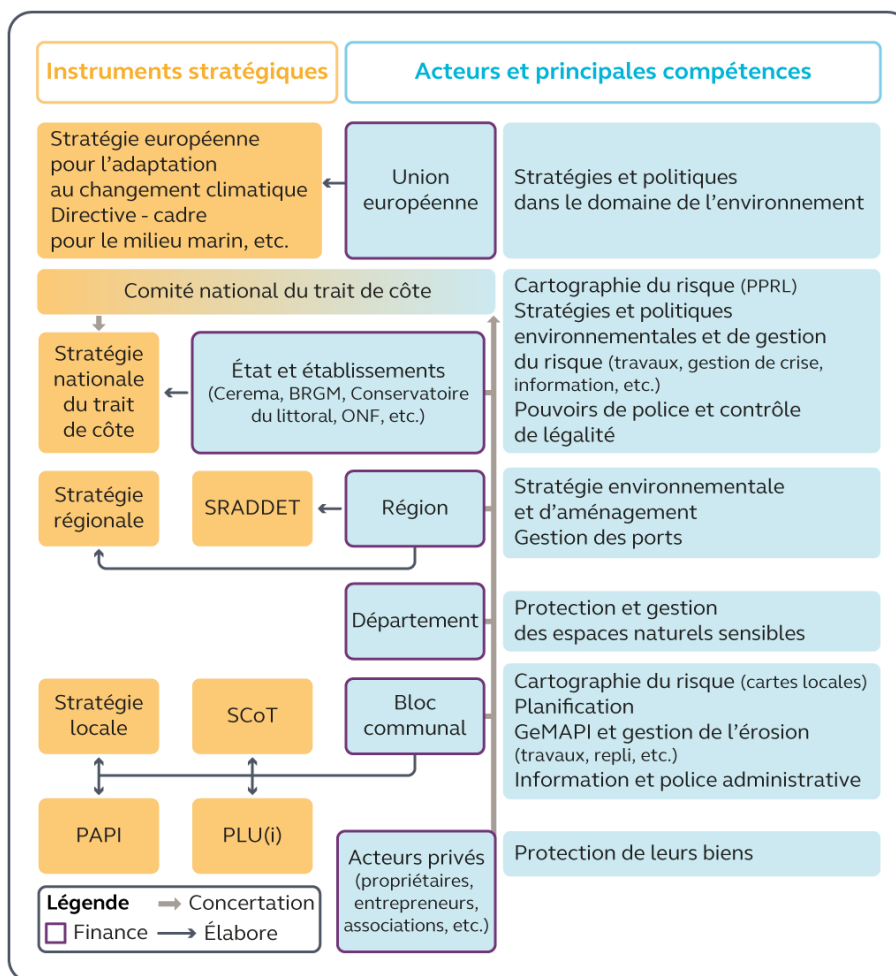 Instruments stratégiques
Acteurs et principales compétences
Stratégie européenne
pour l'adaptation
au changement climatique
Directive - cadre
pour le milieu marin, etc.
Union
européenne
Stratégies et politiques
dans le domaine de l'environnement
Comité national du trait de côte
Stratégie
nationale
du trait
de côte
État et établissements
(Cerema, BRGM, Conservatoire
du littoral, ONF, etc.)
Cartographie du risque (PPRL)
Stratégies et politiques
environnementales et de gestion
du risque (travaux, gestion de crise,
information, etc.)
Pouvoirs de police et contrôle
de légalité
Stratégie
régionale
SRADDET
Région
Stratégie environnementale
et d'aménagement
Gestion des ports
Département
Protection et gestion
des espaces naturels sensibles
Stratégie
locale
SCoT
Bloc
communal
Cartographie du risque (cartes locales)
Planification
GeMAPI et gestion de l'érosion
(travaux, repli, etc.)
Information et police administrative
PAPI
PLU(i)
Acteurs privés
(propriétaires,
entrepreneurs,
associations, etc.)
Protection de leurs biens
Légende
Concertation
Finance
Élabore